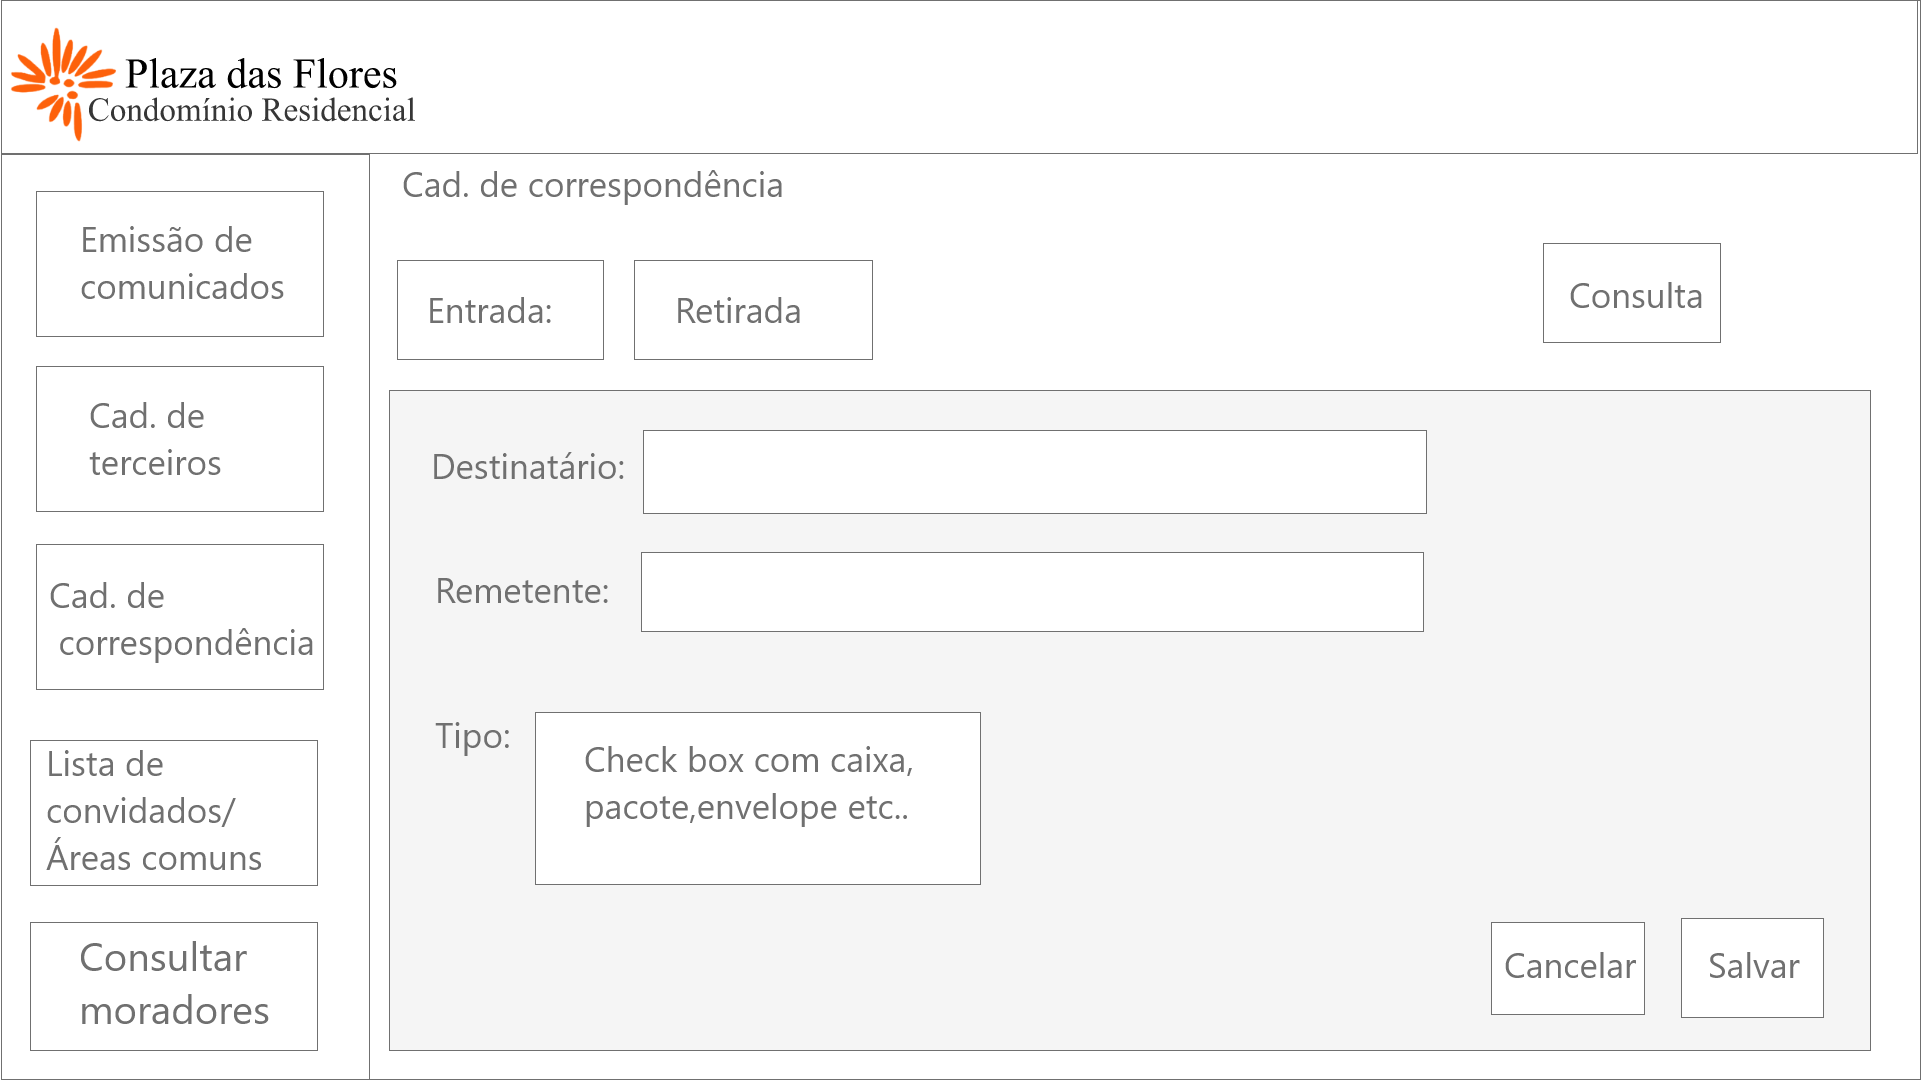 Plaza das Flores
Condomínio Residencial
Emissão de
comunicados
Cad. de
terceiros
Cad. de
correspondência
Lista de
convidados/
Áreas comuns
Consultar
moradores
Cad. de correspondência
Entrada:
Retirada
Consulta
Destinatário:
Remetente:
Tipo:
Check box com caixa,
pacote,envelope etc..
Cancelar
Salvar